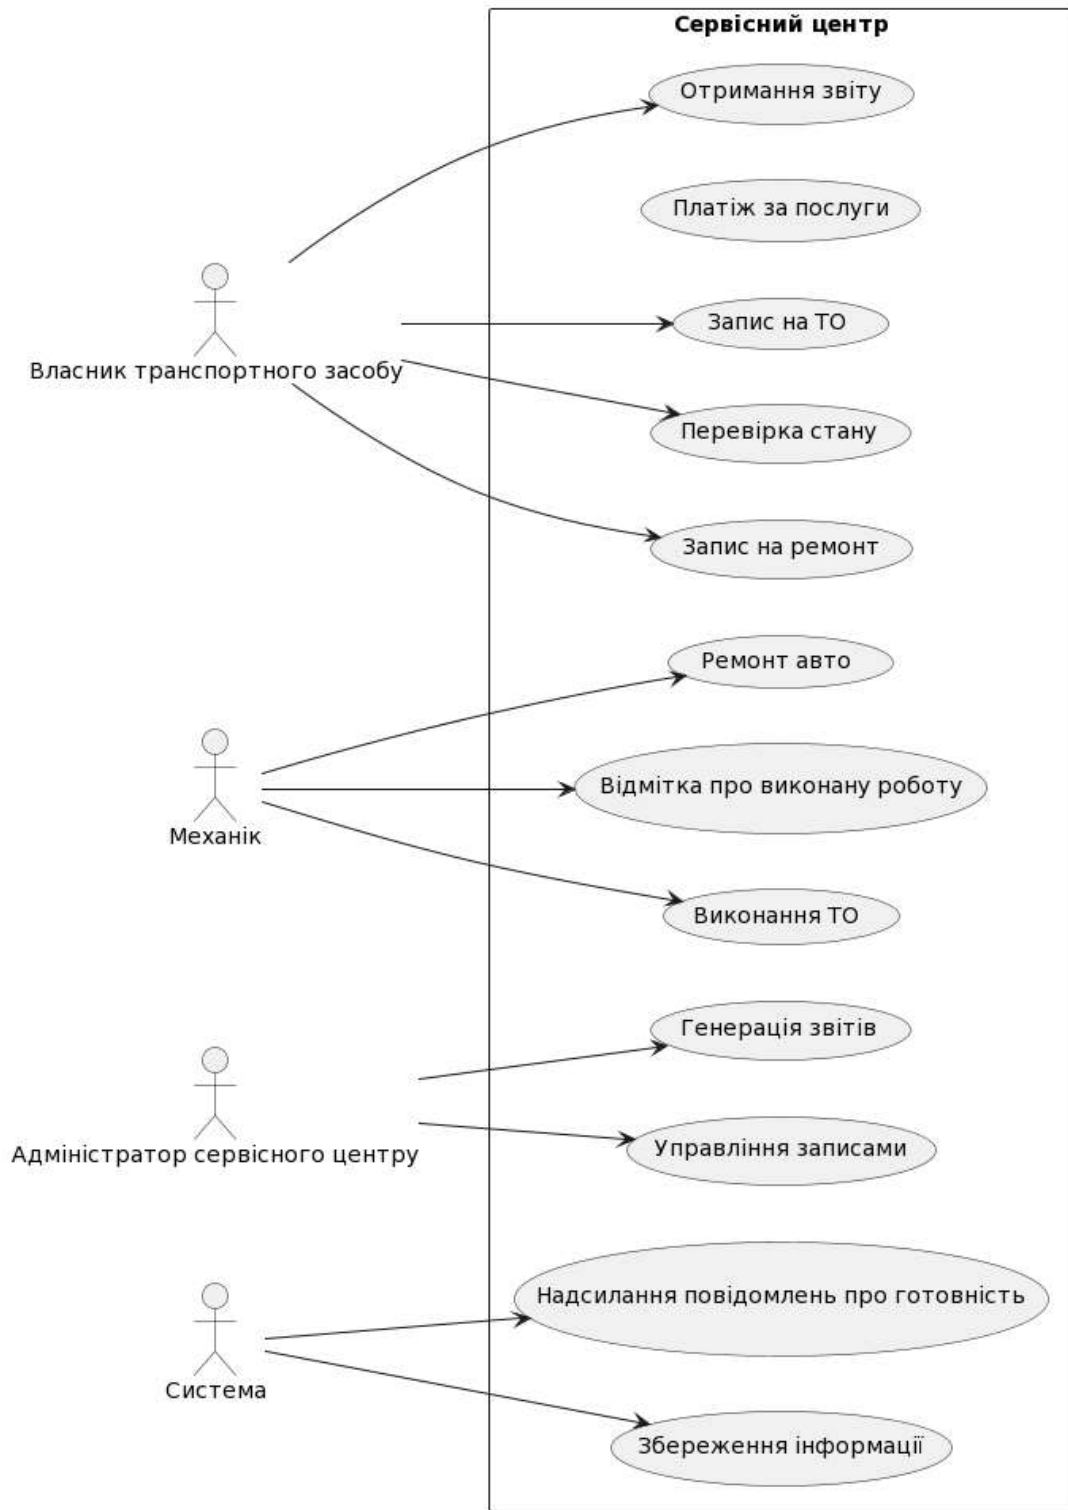 Сервісний центр
Отримання звіту
Платіж за послуги
Запис на ТО
Власник транспортного засобу
Перевірка стану
Запис на ремонт
Ремонт авто
Відмітка про виконану роботу
Механік
Виконання ТО
Генерація звітів
Адміністратор сервісного центру
Управління записами
Надсилання повідомлень про готовність
Система
Збереження інформації